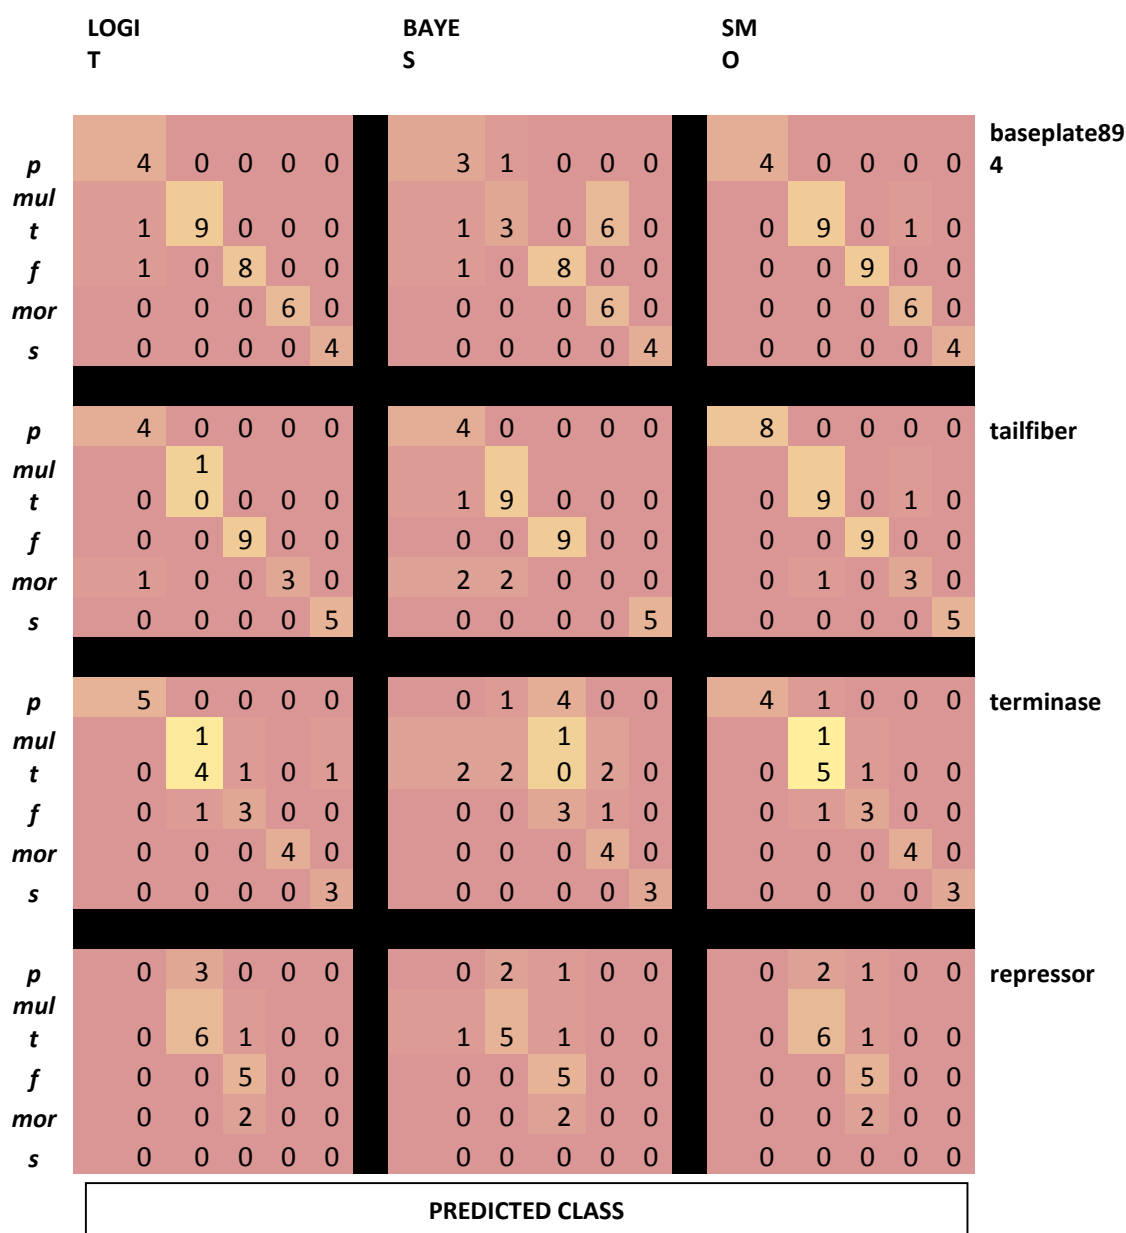 LOGI BAYE SM
T S O
baseplate89
p 4 0 0 0 0 3 1 0 0 0 4 0 0 0 0 4
mul
t 1 9 0 0 0 1 3 0 6 0 0 9 0 1 0
f 1 0 8 0 0 1 0 8 0 0 0 0 9 0 0
mor 0 0 0 6 0 0 0 0 6 0 0 0 0 6 0
s 0 0 0 0 4 0 0 0 0 4 0 0 0 0 4
p 4 0 0 0 0 4 0 0 0 0 8 0 0 0 0 tailfiber
mul 1
t 0 0 0 0 0 1 9 0 0 0 0 9 0 1 0
f 0 0 9 0 0 0 0 9 0 0 0 0 9 0 0
mor 1 0 0 3 0 2 2 0 0 0 0 1 0 3 0
s 0 0 0 0 5 0 0 0 0 5 0 0 0 0 5
p 5 0 0 0 0 0 1 4 0 0 4 1 0 0 0 terminase
mul 1 1 1
t 0 4 1 0 1 2 2 0 2 0 0 5 1 0 0
f 0 1 3 0 0 0 0 3 1 0 0 1 3 0 0
mor 0 0 0 4 0 0 0 0 4 0 0 0 0 4 0
s 0 0 0 0 3 0 0 0 0 3 0 0 0 0 3
p 0 3 0 0 0 0 2 1 0 0 0 2 1 0 0 repressor
mul
t 0 6 1 0 0 1 5 1 0 0 0 6 1 0 0
f 0 0 5 0 0 0 0 5 0 0 0 0 5 0 0
mor 0 0 2 0 0 0 0 2 0 0 0 0 2 0 0
s 0 0 0 0 0 0 0 0 0 0 0 0 0 0 0
PREDICTED CLASS